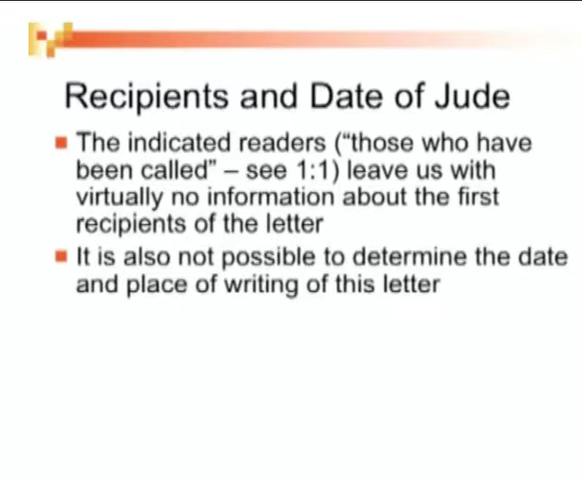 Recipients and Date of Jude
The indicated readers (“those who have
been called” – see 1:1) leave us with
virtually no information about the first
recipients of the letter
It is also not possible to determine the date
and place of writing of this letter